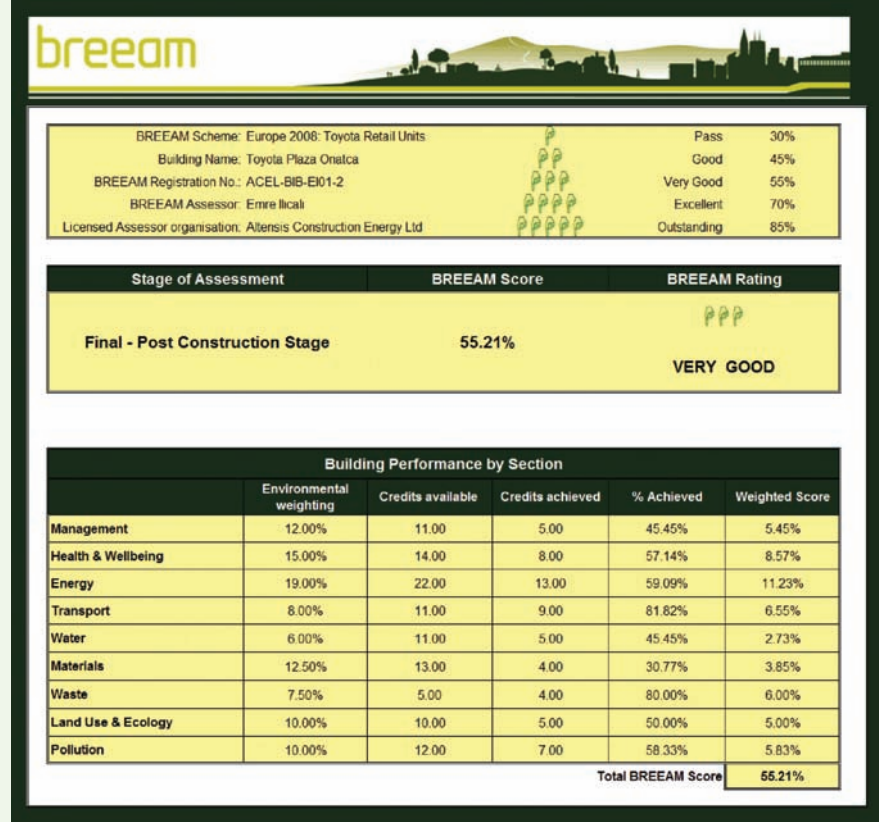 breeam
BREEAM Scheme: Europe 2008: Toyota Retail Units Pass 30%
Building Name: Toyota Plaza Onatca Good 45%
BREEAM Registration No.: ACEL-BIB-EI01-2 Very Good 55%
BREEAM Assessor: Emre Ilicalı Excellent 70%
Licensed Assessor organisation: Altensis Construction Energy Ltd Outstanding 85%
Stage of Assessment BREEAM Score BREEAM Rating
Final - Post Construction Stage 55.21% VERY GOOD
Building Performance by Section
Environmental weighting Credits available Credits achieved % Achieved Weighted Score
Management 12.00% 11.00 5.00 45.45% 5.45%
Health & Wellbeing 15.00% 14.00 8.00 57.14% 8.57%
Energy 19.00% 22.00 13.00 59.09% 11.23%
Transport 8.00% 11.00 9.00 81.82% 6.55%
Water 6.00% 11.00 5.00 45.45% 2.73%
Materials 12.50% 13.00 4.00 30.77% 3.85%
Waste 7.50% 5.00 4.00 80.00% 6.00%
Land Use & Ecology 10.00% 10.00 5.00 50.00% 5.00%
Pollution 10.00% 12.00 7.00 58.33% 5.83%
Total BREEAM Score 55.21%